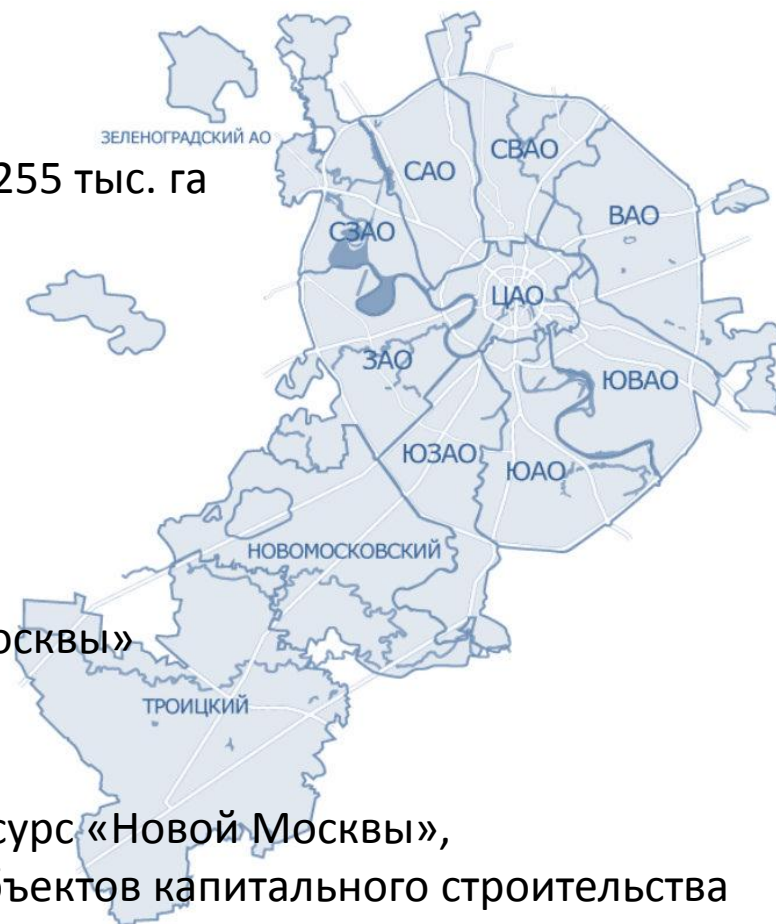 ЗЕЛЕНОГРАДСКИЙ АО
САО
СВАО
255 тыс. га
ВАО
СЗАО
ЦАО
ЗАО
ЮВАО
ЮЗАО
ЮАО
НОВОМОСКОВСКИЙ
осквы»
ТРОИЦКИЙ
сурс «Новой Москвы»,
бъектов капитального строительства